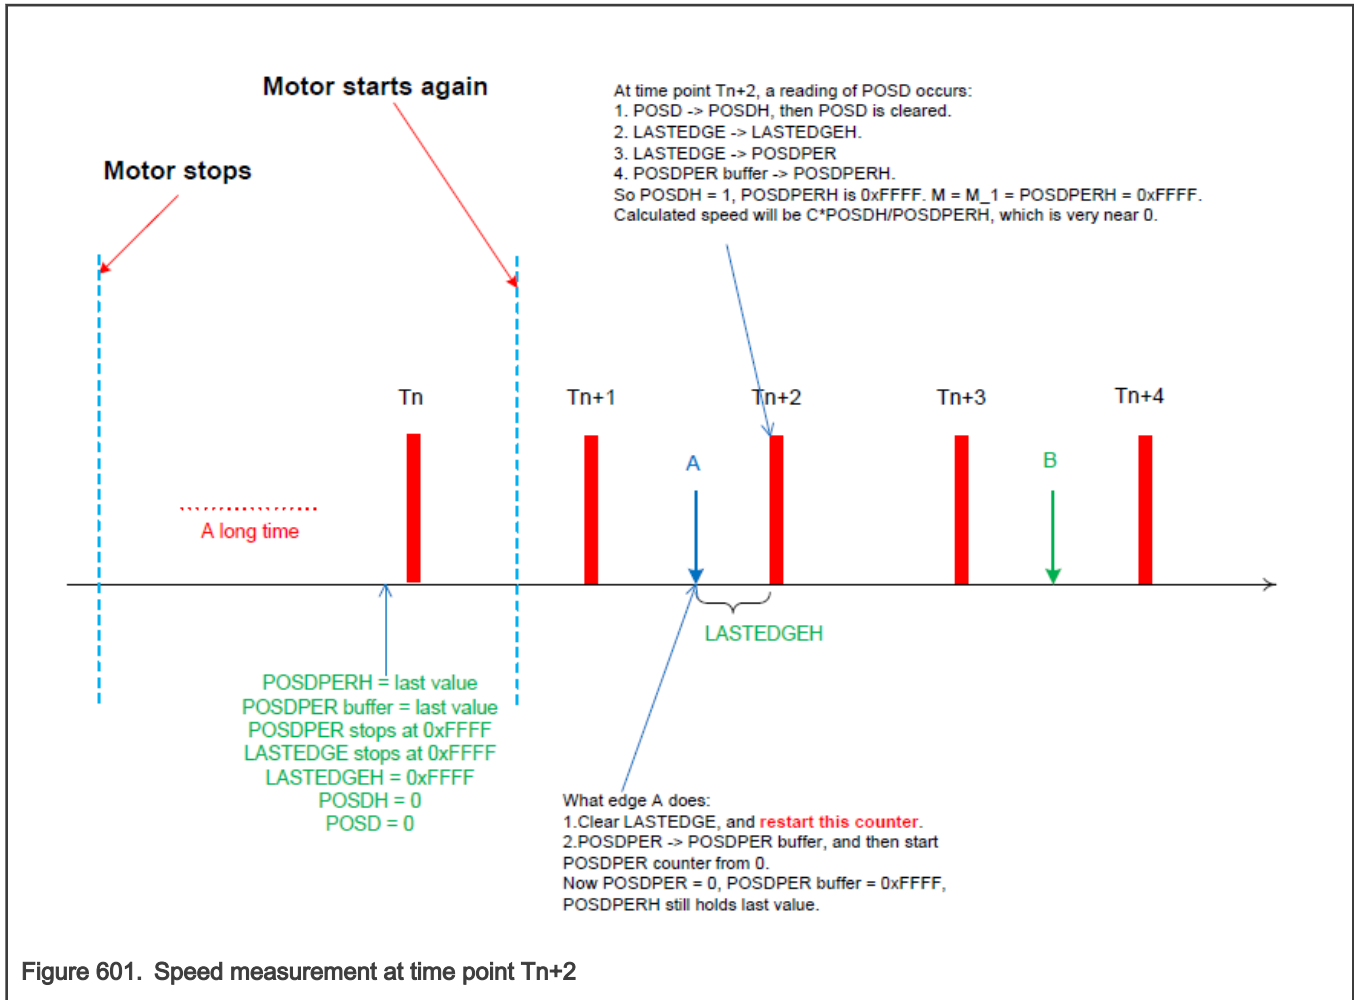 Motor starts again
Motor stops
At time point Tn+2, a reading of POSD occurs:
1. POSD -> POSDH, then POSD is cleared.
2. LASTEDGE -> LASTEDGEH.
3. LASTEDGE -> POSDPER
4. POSDPER buffer -> POSDPERH.
So POSDH = 1, POSDPERH is 0xFFFF. M = M_1 = POSDPERH = 0xFFFF.
Calculated speed will be C*POSDH/POSDPERH, which is very near 0.
Tn
Tn+1
Tn+2
Tn+3
Tn+4
A
B
A long time
LASTEDGEH
POSDPERH = last value
POSDPER buffer = last value
POSDPER stops at 0xFFFF
LASTEDGE stops at 0xFFFF
LASTEDGEH = 0xFFFF
POSDH = 0
POSD = 0
What edge A does:
1.Clear LASTEDGE, and restart this counter.
2.POSDPER -> POSDPER buffer, and then start
POSDPER counter from 0.
Now POSDPER = 0, POSDPER buffer = 0xFFFF,
POSDPERH still holds last value.
Figure 601. Speed measurement at time point Tn+2